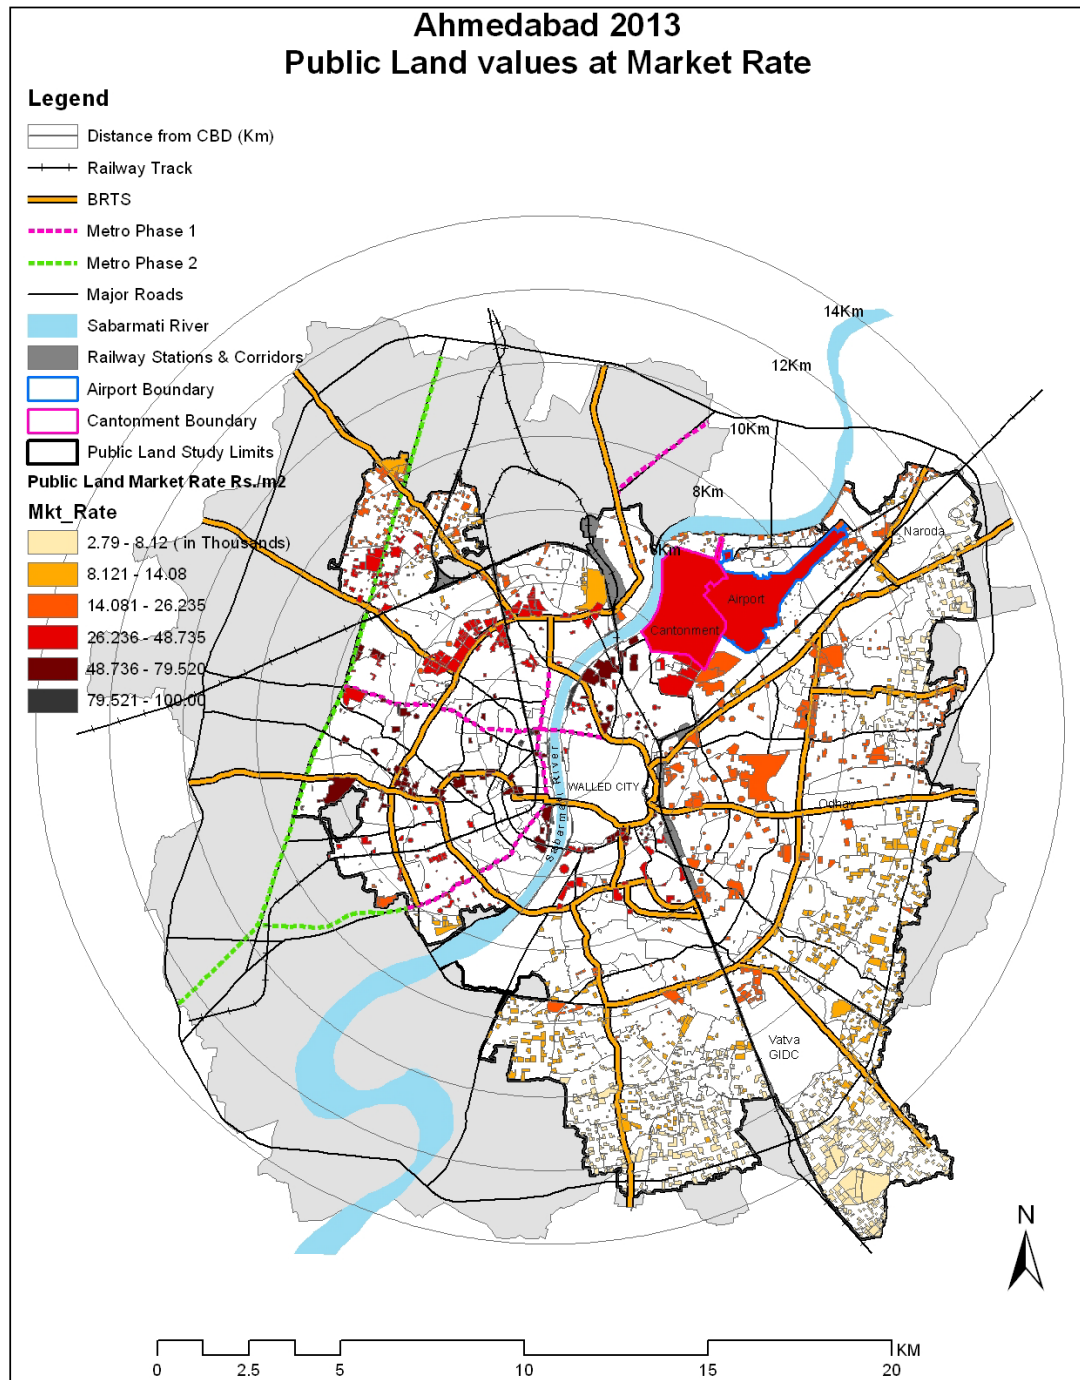 Ahmedabad 2013
Public Land values at Market Rate
Legend
Distance from CBD (Km)
Railway Track
BRTS
Metro Phase 1
Metro Phase 2
Major Roads
Sabarmati River
Railway Stations & Corridors
Airport Boundary
Cantonment Boundary
Public Land Study Limits
Public Land Market Rate Rs./m2
Mkt_Rate
2.79 - 8.12 ( in Thousands)
8.121 - 14.08
14.081 - 26.235
26.236 - 48.735
48.736 - 79.520
79.521 - 100.00
14Km
12Km
10Km
8Km
6Km
Naroda
Airport
Cantonment
WALLED CITY
Sabarmati River
Odhav
Vatva
GIDC
N
KM
0 2.5 5 10 15 20